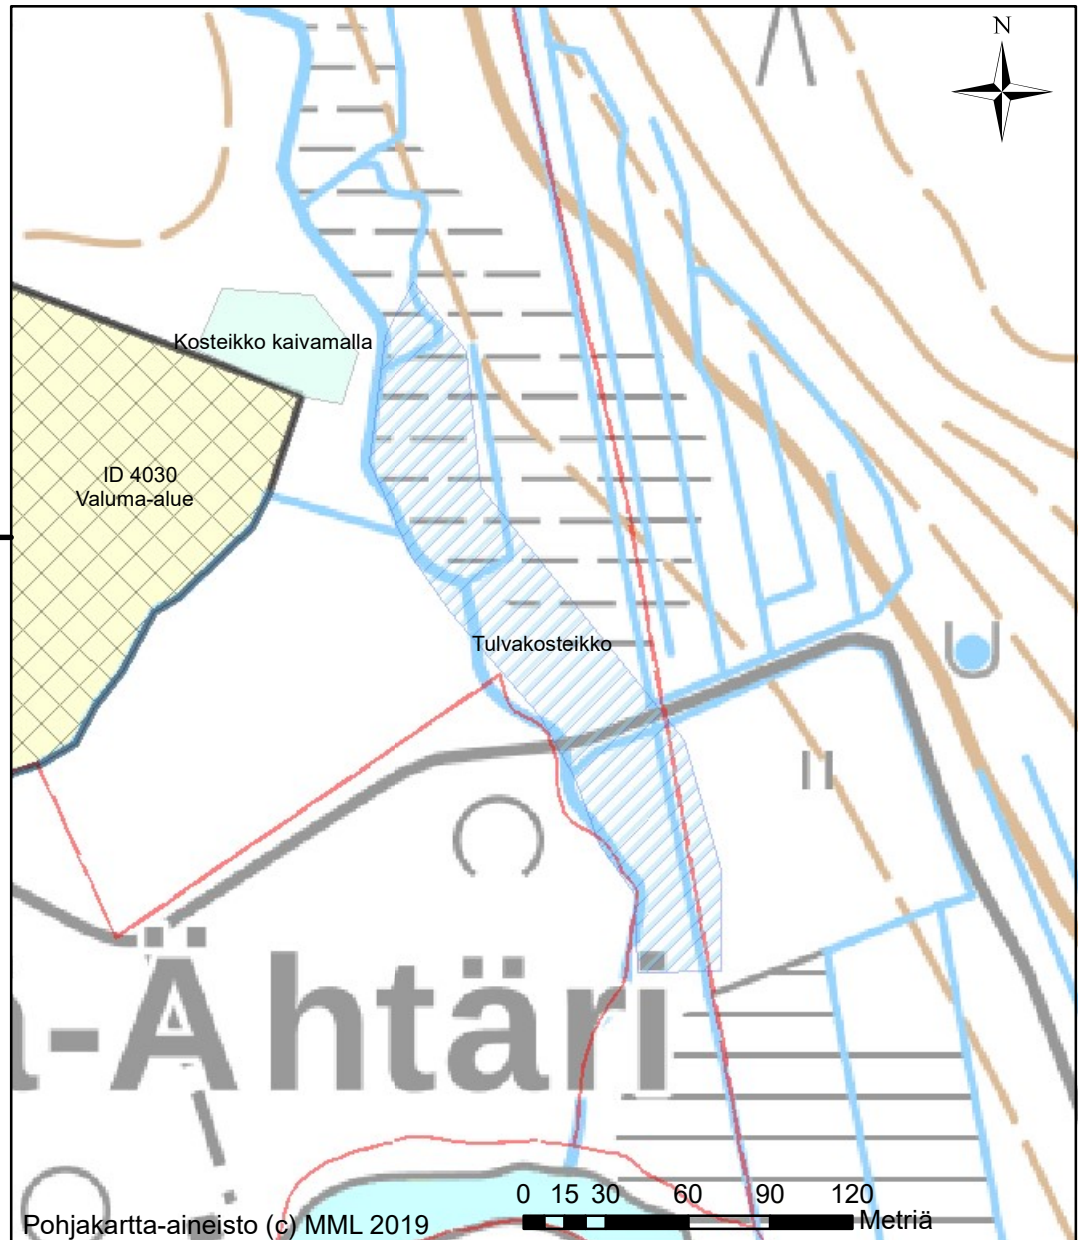 N
Kosteikko kaivamalla
ID 4030
Valuma-alue
Tulvakosteikko
a-Ähtäri
0 15 30 60 90 120
Metriä
Pohjakartta-aineisto (c) MML 2019